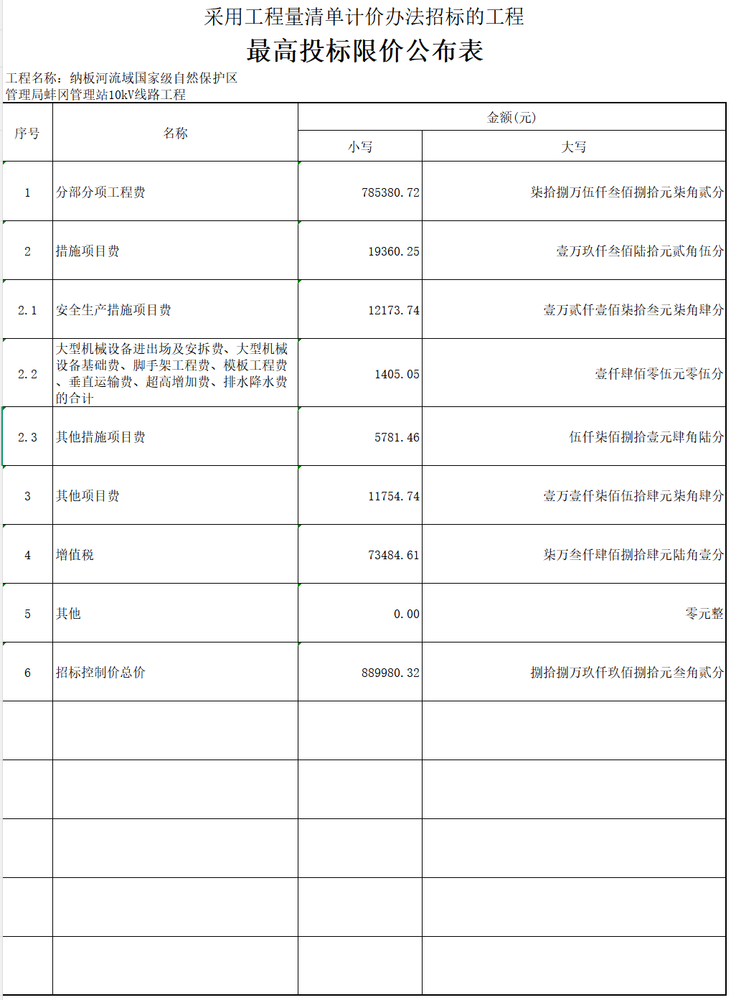 采用工程量清单计价办法招标的工程
最高投标限价公布表
工程名称：纳板河流域国家级自然保护区
管理局蚌冈管理站10kV线路工程
序号 名称 金额(元)
小写 大写
1 分部分项工程费 785380.72 柒拾捌万伍仟叁佰捌拾元柒角贰分
2 措施项目费 19360.25 壹万玖仟叁佰陆拾元贰角伍分
2.1 安全生产措施项目费 12173.74 壹万贰仟壹佰柒拾叁元柒角肆分
大型机械设备进出场及安拆费、大型机械
设备基础费、脚手架工程费、模板工程费
2.2 、垂直运输费、超高增加费、排水降水费 1405.05 壹仟肆佰零伍元零伍分
的合计
2.3 其他措施项目费 5781.46 伍仟柒佰捌拾壹元肆角陆分
3 其他项目费 11754.74 壹万壹仟柒佰伍拾肆元柒角肆分
4 增值税 73484.61 柒万叁仟肆佰捌拾肆元陆角壹分
5 其他 0.00 零元整
6 招标控制价总价 889980.32 捌拾捌万玖仟玖佰捌拾元叁角贰分